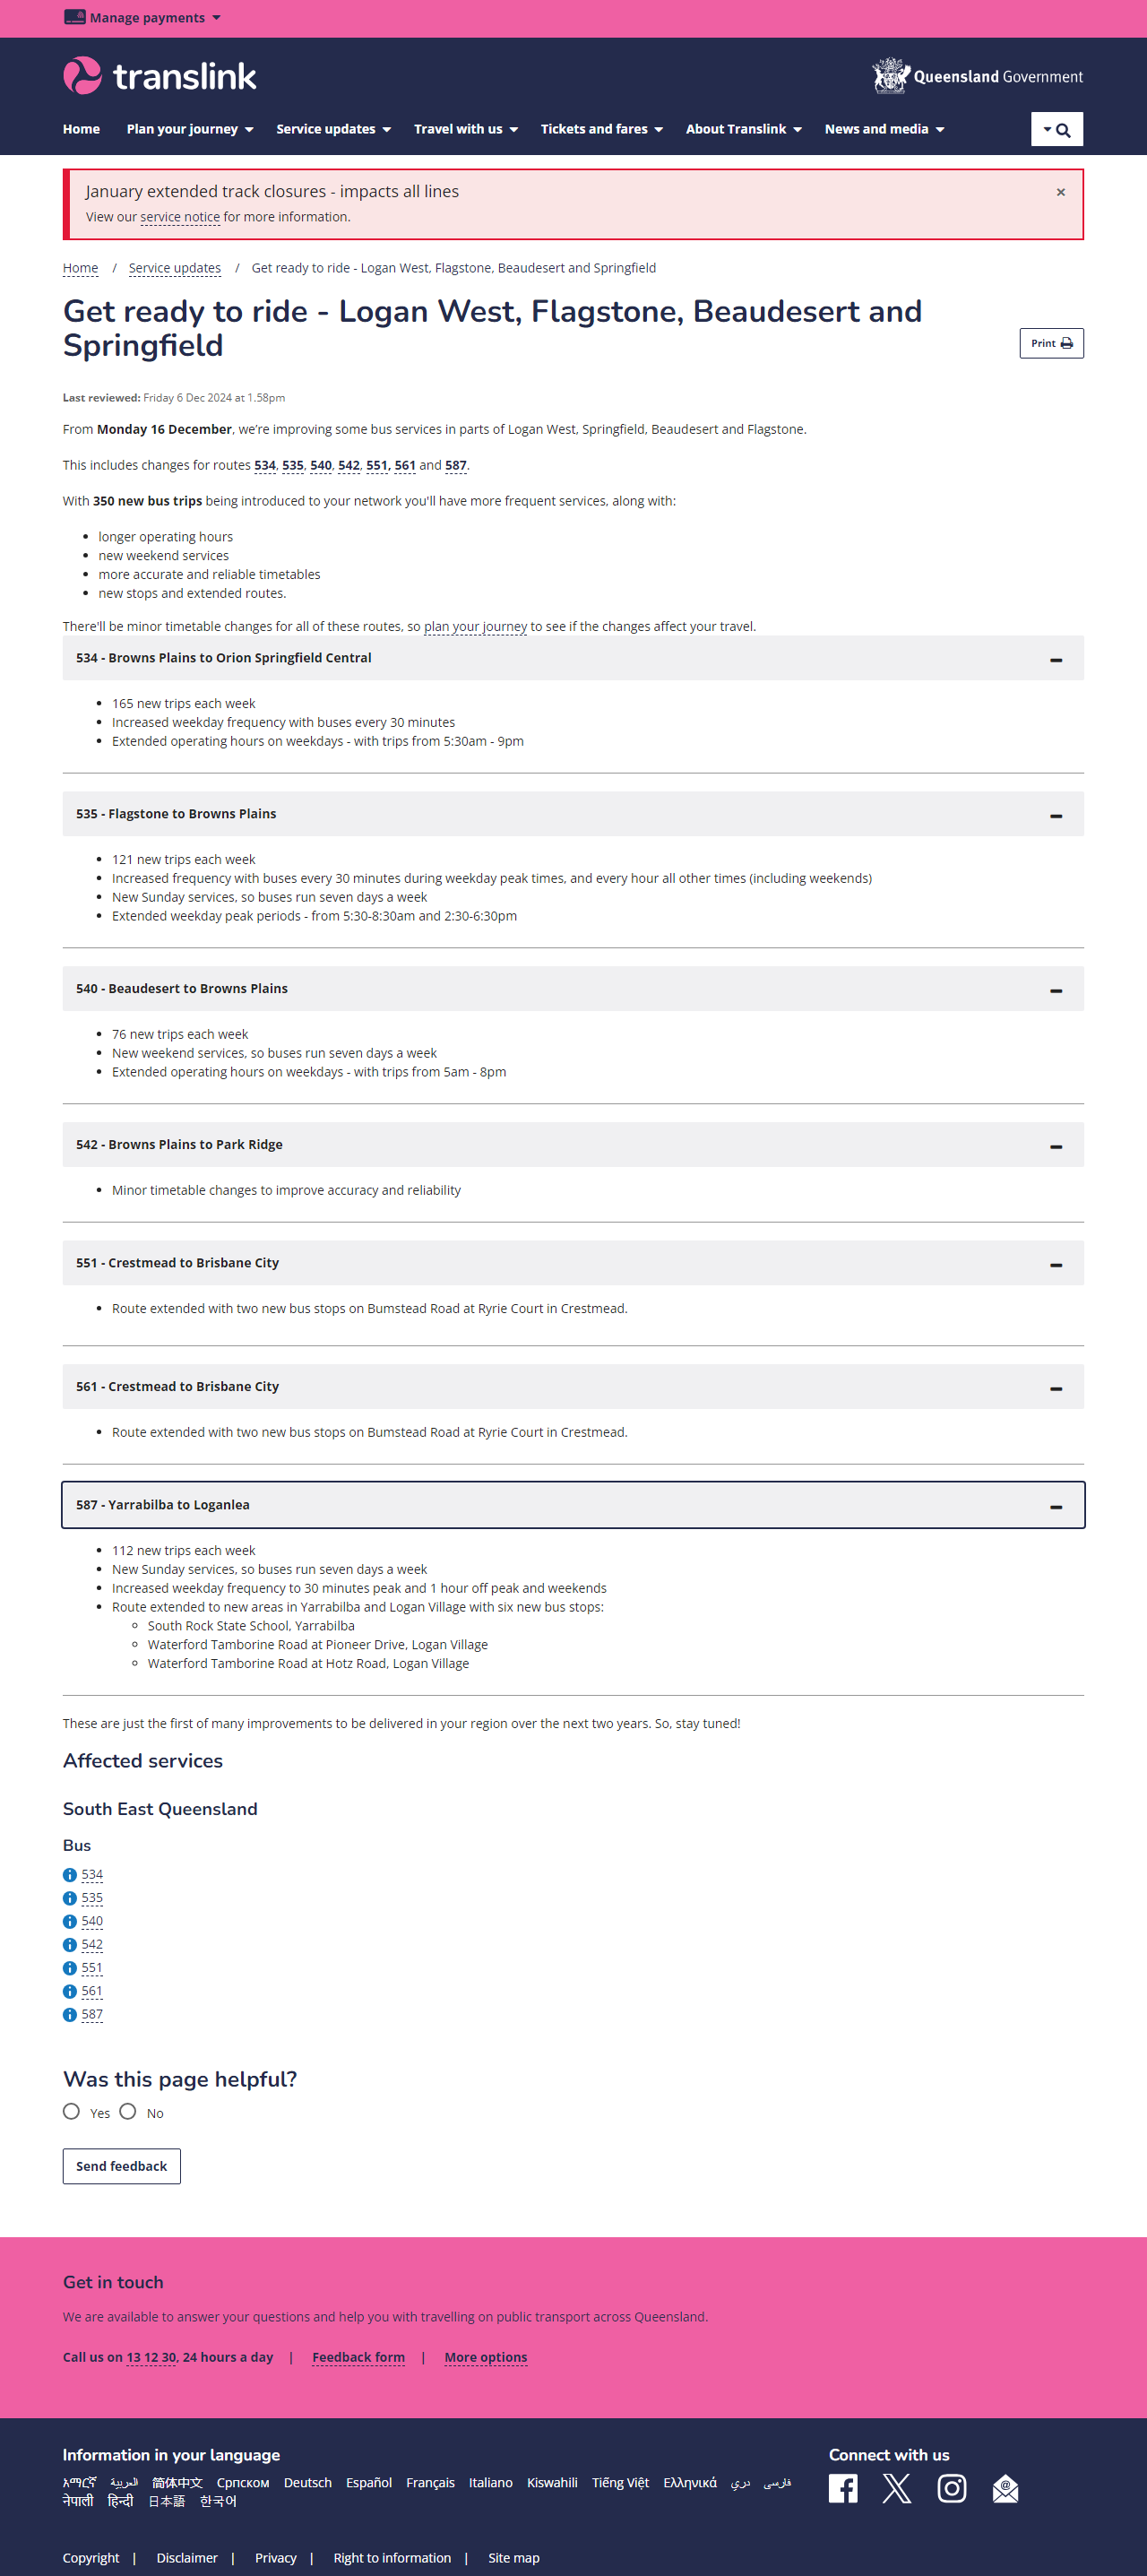 Manage payments
translink
Queensland Government
Home Plan your journey Service updates Travel with us Tickets and fares About Translink News and media
January extended track closures - impacts all lines
×
View our service notice for more information.
Home / Service updates / Get ready to ride - Logan West, Flagstone, Beaudesert and Springfield
Get ready to ride - Logan West, Flagstone, Beaudesert and
Springfield
Print
Last reviewed: Friday 6 Dec 2024 at 1.58pm
From Monday 16 December, we’re improving some bus services in parts of Logan West, Springfield, Beaudesert and Flagstone.
This includes changes for routes 534, 535, 540, 542, 551, 561 and 587.
With 350 new bus trips being introduced to your network you'll have more frequent services, along with:
• longer operating hours
• new weekend services
• more accurate and reliable timetables
• new stops and extended routes.
There'll be minor timetable changes for all of these routes, so plan your journey to see if the changes affect your travel.
534 - Browns Plains to Orion Springfield Central
• 165 new trips each week
• Increased weekday frequency with buses every 30 minutes
• Extended operating hours on weekdays - with trips from 5:30am - 9pm
535 - Flagstone to Browns Plains
• 121 new trips each week
• Increased frequency with buses every 30 minutes during weekday peak times, and every hour all other times (including weekends)
• New Sunday services, so buses run seven days a week
• Extended weekday peak periods - from 5:30-8:30am and 2:30-6:30pm
540 - Beaudesert to Browns Plains
• 76 new trips each week
• New weekend services, so buses run seven days a week
• Extended operating hours on weekdays - with trips from 5am - 8pm
542 - Browns Plains to Park Ridge
• Minor timetable changes to improve accuracy and reliability
551 - Crestmead to Brisbane City
• Route extended with two new bus stops on Bumstead Road at Ryrie Court in Crestmead.
561 - Crestmead to Brisbane City
• Route extended with two new bus stops on Bumstead Road at Ryrie Court in Crestmead.
587 - Yarrabilba to Loganlea
• 112 new trips each week
• New Sunday services, so buses run seven days a week
• Increased weekday frequency to 30 minutes peak and 1 hour off peak and weekends
• Route extended to new areas in Yarrabilba and Logan Village with six new bus stops:
◦ South Rock State School, Yarrabilba
◦ Waterford Tamborine Road at Pioneer Drive, Logan Village
◦ Waterford Tamborine Road at Hotz Road, Logan Village
These are just the first of many improvements to be delivered in your region over the next two years. So, stay tuned!
Affected services
South East Queensland
Bus
534
535
540
542
551
561
587
Was this page helpful?
Yes No
Send feedback
Get in touch
We are available to answer your questions and help you with travelling on public transport across Queensland.
Call us on 13 12 30, 24 hours a day | Feedback form | More options
Information in your language
Connect with us
አማርኛ العربية 简体中文 Српском Deutsch Español Français Italiano Kiswahili Tiếng Việt Ελληνικά دري فارسی
नेपाली हिन्दी 日本語 한국어
Copyright | Disclaimer | Privacy | Right to information | Site map